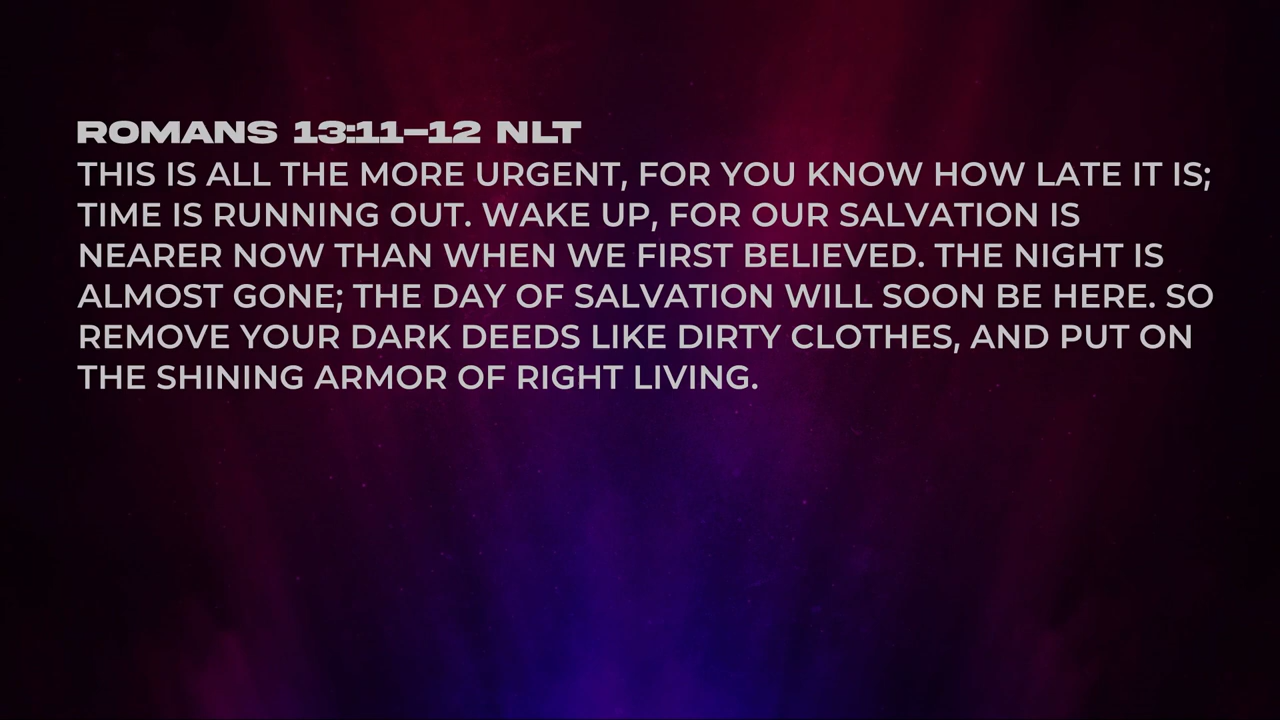 ROMANS 13:11–12 NLT
THIS IS ALL THE MORE URGENT, FOR YOU KNOW HOW LATE IT IS;
TIME IS RUNNING OUT. WAKE UP, FOR OUR SALVATION IS
NEARER NOW THAN WHEN WE FIRST BELIEVED. THE NIGHT IS
ALMOST GONE; THE DAY OF SALVATION WILL SOON BE HERE. SO
REMOVE YOUR DARK DEEDS LIKE DIRTY CLOTHES, AND PUT ON
THE SHINING ARMOR OF RIGHT LIVING.